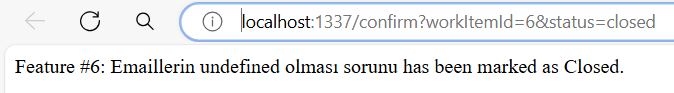 localhost:1337/confirm?workItemId=6&status=closed
Feature #6: Emaillerin undefined olması sorunu has been marked as Closed.